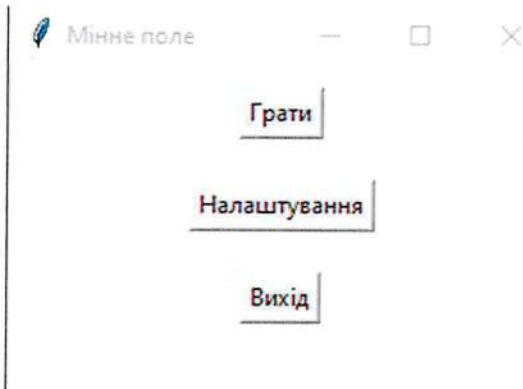 Мінне поле
Грати
Налаштування
Вихід